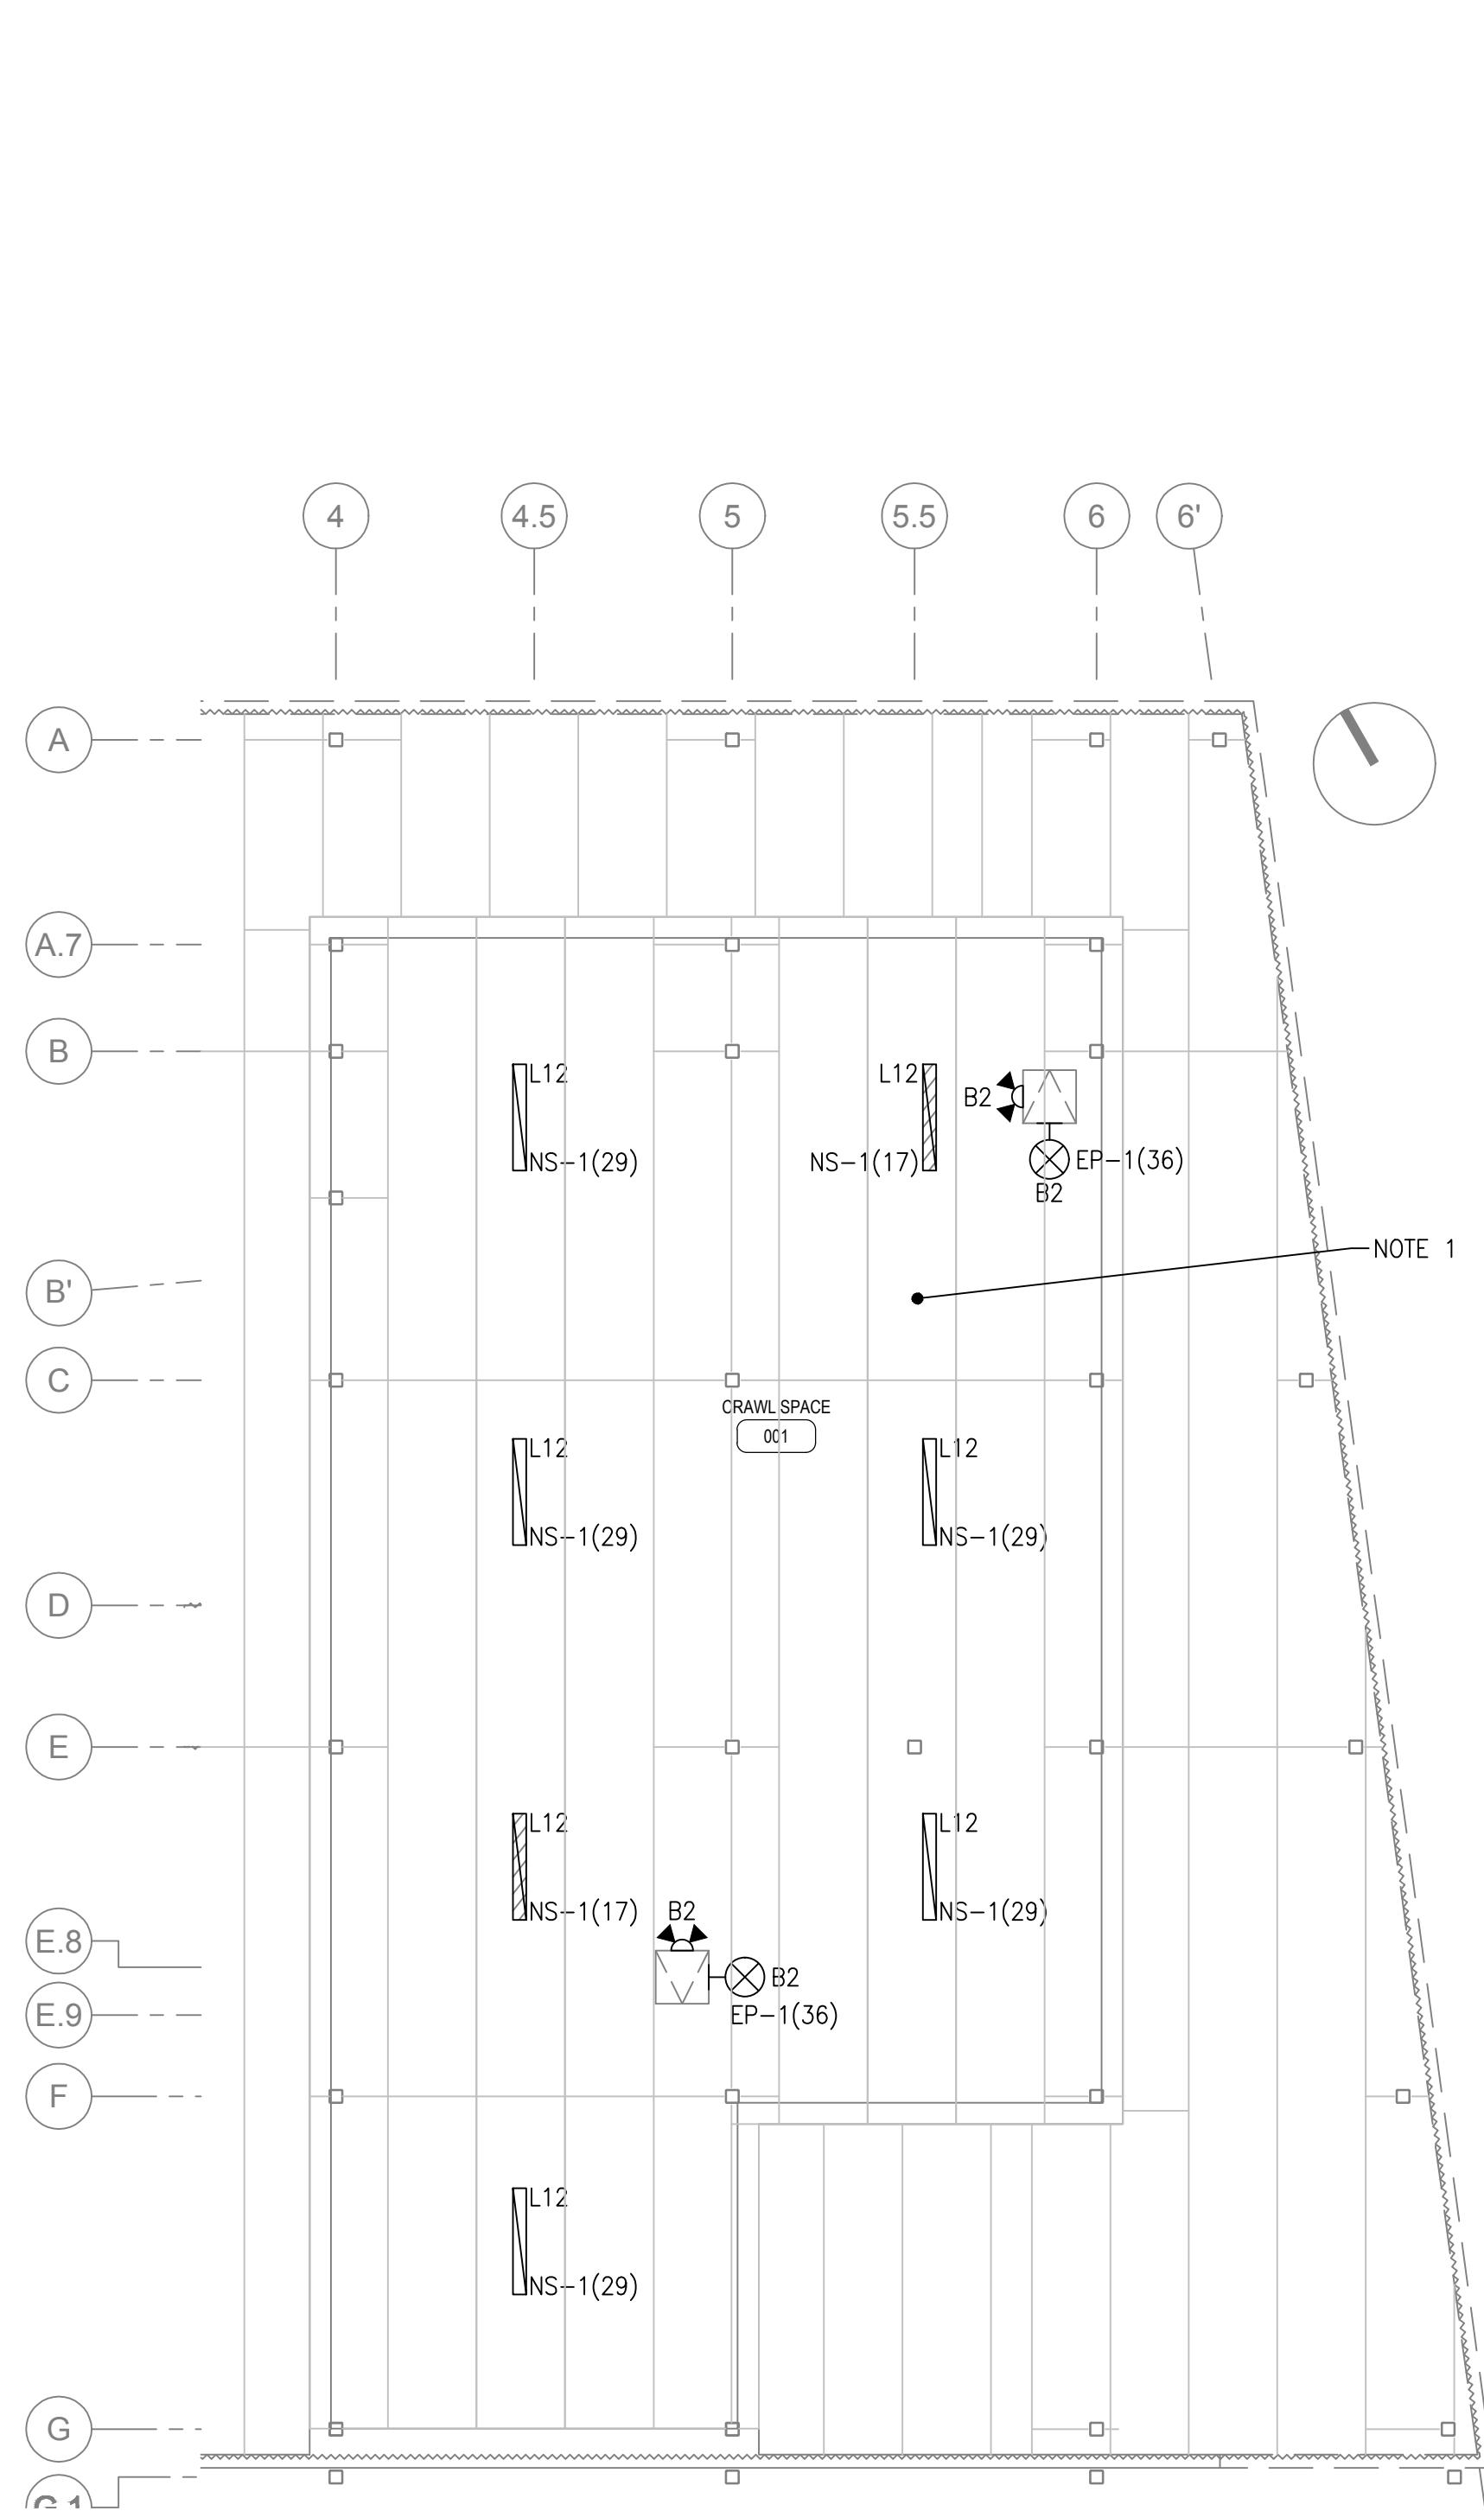 4
4.5
5
5.5
6
6'
A
A.7
B
L12
L12
B2
NS-1(29)
NS-1(17)
EP-1(36)
B2
NOTE 1
B'
C
CRAWL SPACE
001
L12
L12
NS-1(29)
NS-1(29)
D
E
L12
L12
NS-1(17)
B2
NS-1(29)
E.8
B2
E.9
EP-1(36)
F
L12
NS-1(29)
G
G.1